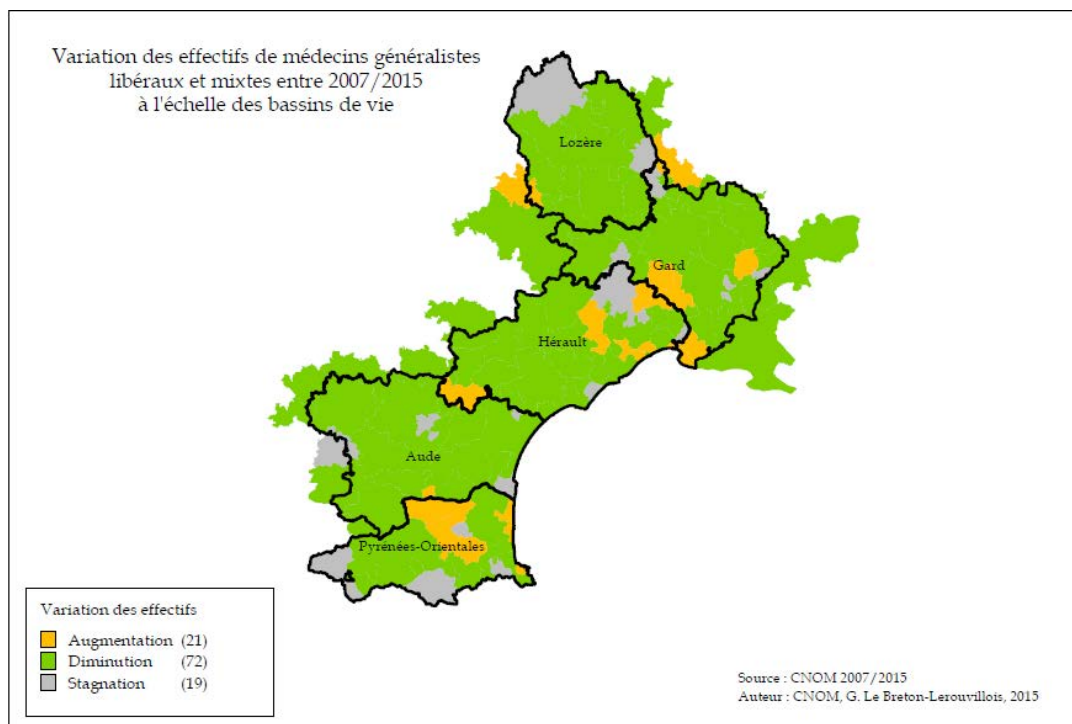 Variation des effectifs de médecins généralistes
libéraux et mixtes entre 2007/2015
à l'échelle des bassins de vie
Lozère
Gard
Hérault
Aude
Pyrénées-Orientales
Variation des effectifs
Augmentation (21)
Diminution (72)
Stagnation (19)
Source : CNOM 2007/2015
Auteur : CNOM, G. Le Breton-Lerouvillois, 2015